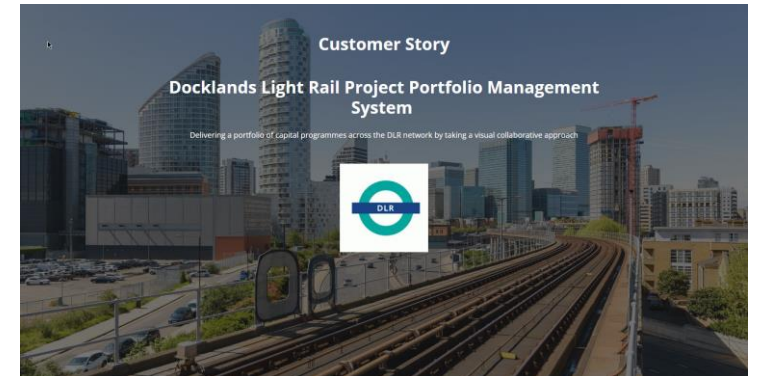 Customer Story
Docklands Light Rail Project Portfolio Management
System
Delivering a portfolio of capital programmes across the DLR network by taking a visual collaborative approach
DLR